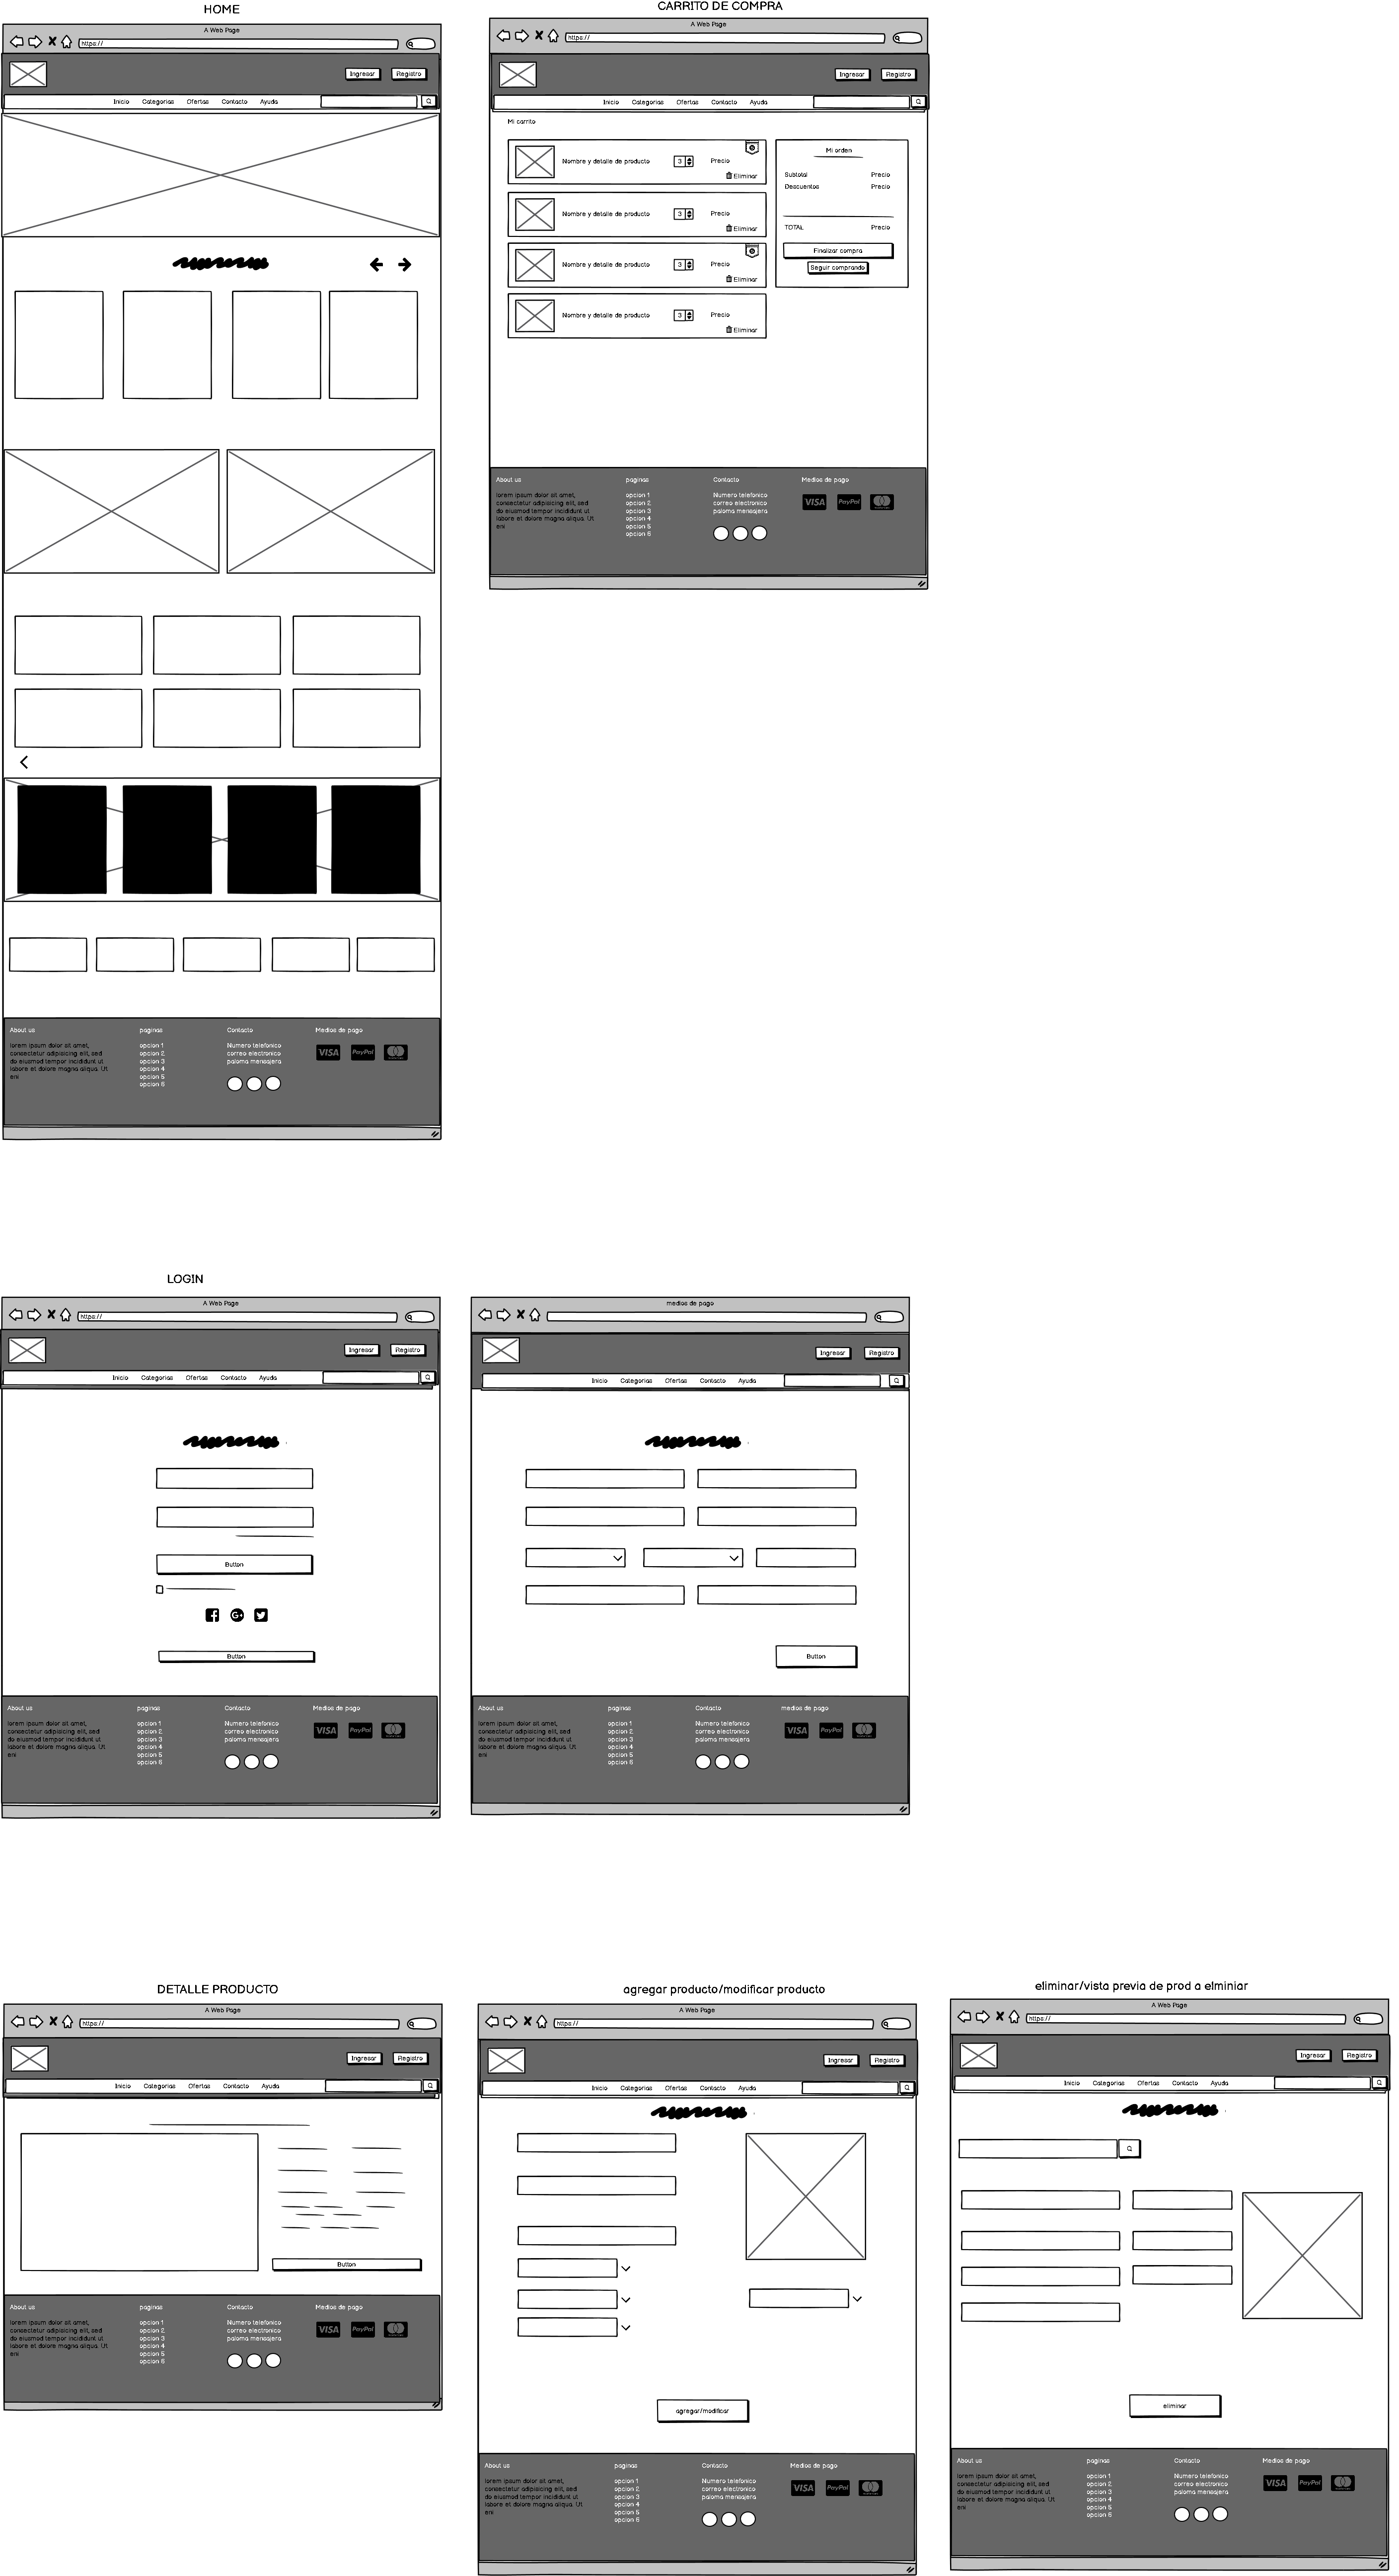 HOME
A Web Page
https://
Ingresar Registro
Inicio Categorias Ofertas Contacto Ayuda
About us paginas Contacto Medios de pago
lorem ipsum dolor sit amet,
consectetur adipisicing elit, sed
do eiusmod tempor incididunt ut
labore et dolore magna aliqua. Ut
eni
opcion 1
opcion 2
opcion 3
opcion 4
opcion 5
opcion 6
Numero telefonico
correo electronico
paloma mensajera
VISA PayPal
CARRITO DE COMPRA
A Web Page
https://
Ingresar Registro
Inicio Categorias Ofertas Contacto Ayuda
Mi carrito
Nombre y detalle de producto 3 Precio
Eliminar
Nombre y detalle de producto 3 Precio
Eliminar
Nombre y detalle de producto 3 Precio
Eliminar
Nombre y detalle de producto 3 Precio
Eliminar
Mi orden
Subtotal Precio
Descuentos Precio
TOTAL Precio
Finalizar compra
Seguir comprando
About us paginas Contacto Medios de pago
lorem ipsum dolor sit amet,
consectetur adipisicing elit, sed
do eiusmod tempor incididunt ut
labore et dolore magna aliqua. Ut
eni
opcion 1
opcion 2
opcion 3
opcion 4
opcion 5
opcion 6
Numero telefonico
correo electronico
paloma mensajera
VISA PayPal
LOGIN
A Web Page
https://
Ingresar Registro
Inicio Categorias Ofertas Contacto Ayuda
Button
Button
About us paginas Contacto Medios de pago
lorem ipsum dolor sit amet,
consectetur adipisicing elit, sed
do eiusmod tempor incididunt ut
labore et dolore magna aliqua. Ut
eni
opcion 1
opcion 2
opcion 3
opcion 4
opcion 5
opcion 6
Numero telefonico
correo electronico
paloma mensajera
VISA PayPal
medios de pago
Ingresar Registro
Inicio Categorias Ofertas Contacto Ayuda
Button
About us paginas Contacto medios de pago
lorem ipsum dolor sit amet,
consectetur adipisicing elit, sed
do eiusmod tempor incididunt ut
labore et dolore magna aliqua. Ut
eni
opcion 1
opcion 2
opcion 3
opcion 4
opcion 5
opcion 6
Numero telefonico
correo electronico
paloma mensajera
VISA PayPal
DETALLE PRODUCTO
A Web Page
https://
Ingresar Registro
Inicio Categorias Ofertas Contacto Ayuda
Button
About us paginas Contacto Medios de pago
lorem ipsum dolor sit amet,
consectetur adipisicing elit, sed
do eiusmod tempor incididunt ut
labore et dolore magna aliqua. Ut
eni
opcion 1
opcion 2
opcion 3
opcion 4
opcion 5
opcion 6
Numero telefonico
correo electronico
paloma mensajera
VISA PayPal
agregar producto/modificar producto
A Web Page
https://
Ingresar Registro
Inicio Categorias Ofertas Contacto Ayuda
agregar/modificar
About us paginas Contacto Medios de pago
lorem ipsum dolor sit amet,
consectetur adipisicing elit, sed
do eiusmod tempor incididunt ut
labore et dolore magna aliqua. Ut
eni
opcion 1
opcion 2
opcion 3
opcion 4
opcion 5
opcion 6
Numero telefonico
correo electronico
paloma mensajera
VISA PayPal
eliminar/vista previa de prod a elminiar
A Web Page
https://
Ingresar Registro
Inicio Categorias Ofertas Contacto Ayuda
eliminar
About us paginas Contacto Medios de pago
lorem ipsum dolor sit amet,
consectetur adipisicing elit, sed
do eiusmod tempor incididunt ut
labore et dolore magna aliqua. Ut
eni
opcion 1
opcion 2
opcion 3
opcion 4
opcion 5
opcion 6
Numero telefonico
correo electronico
paloma mensajera
VISA PayPal